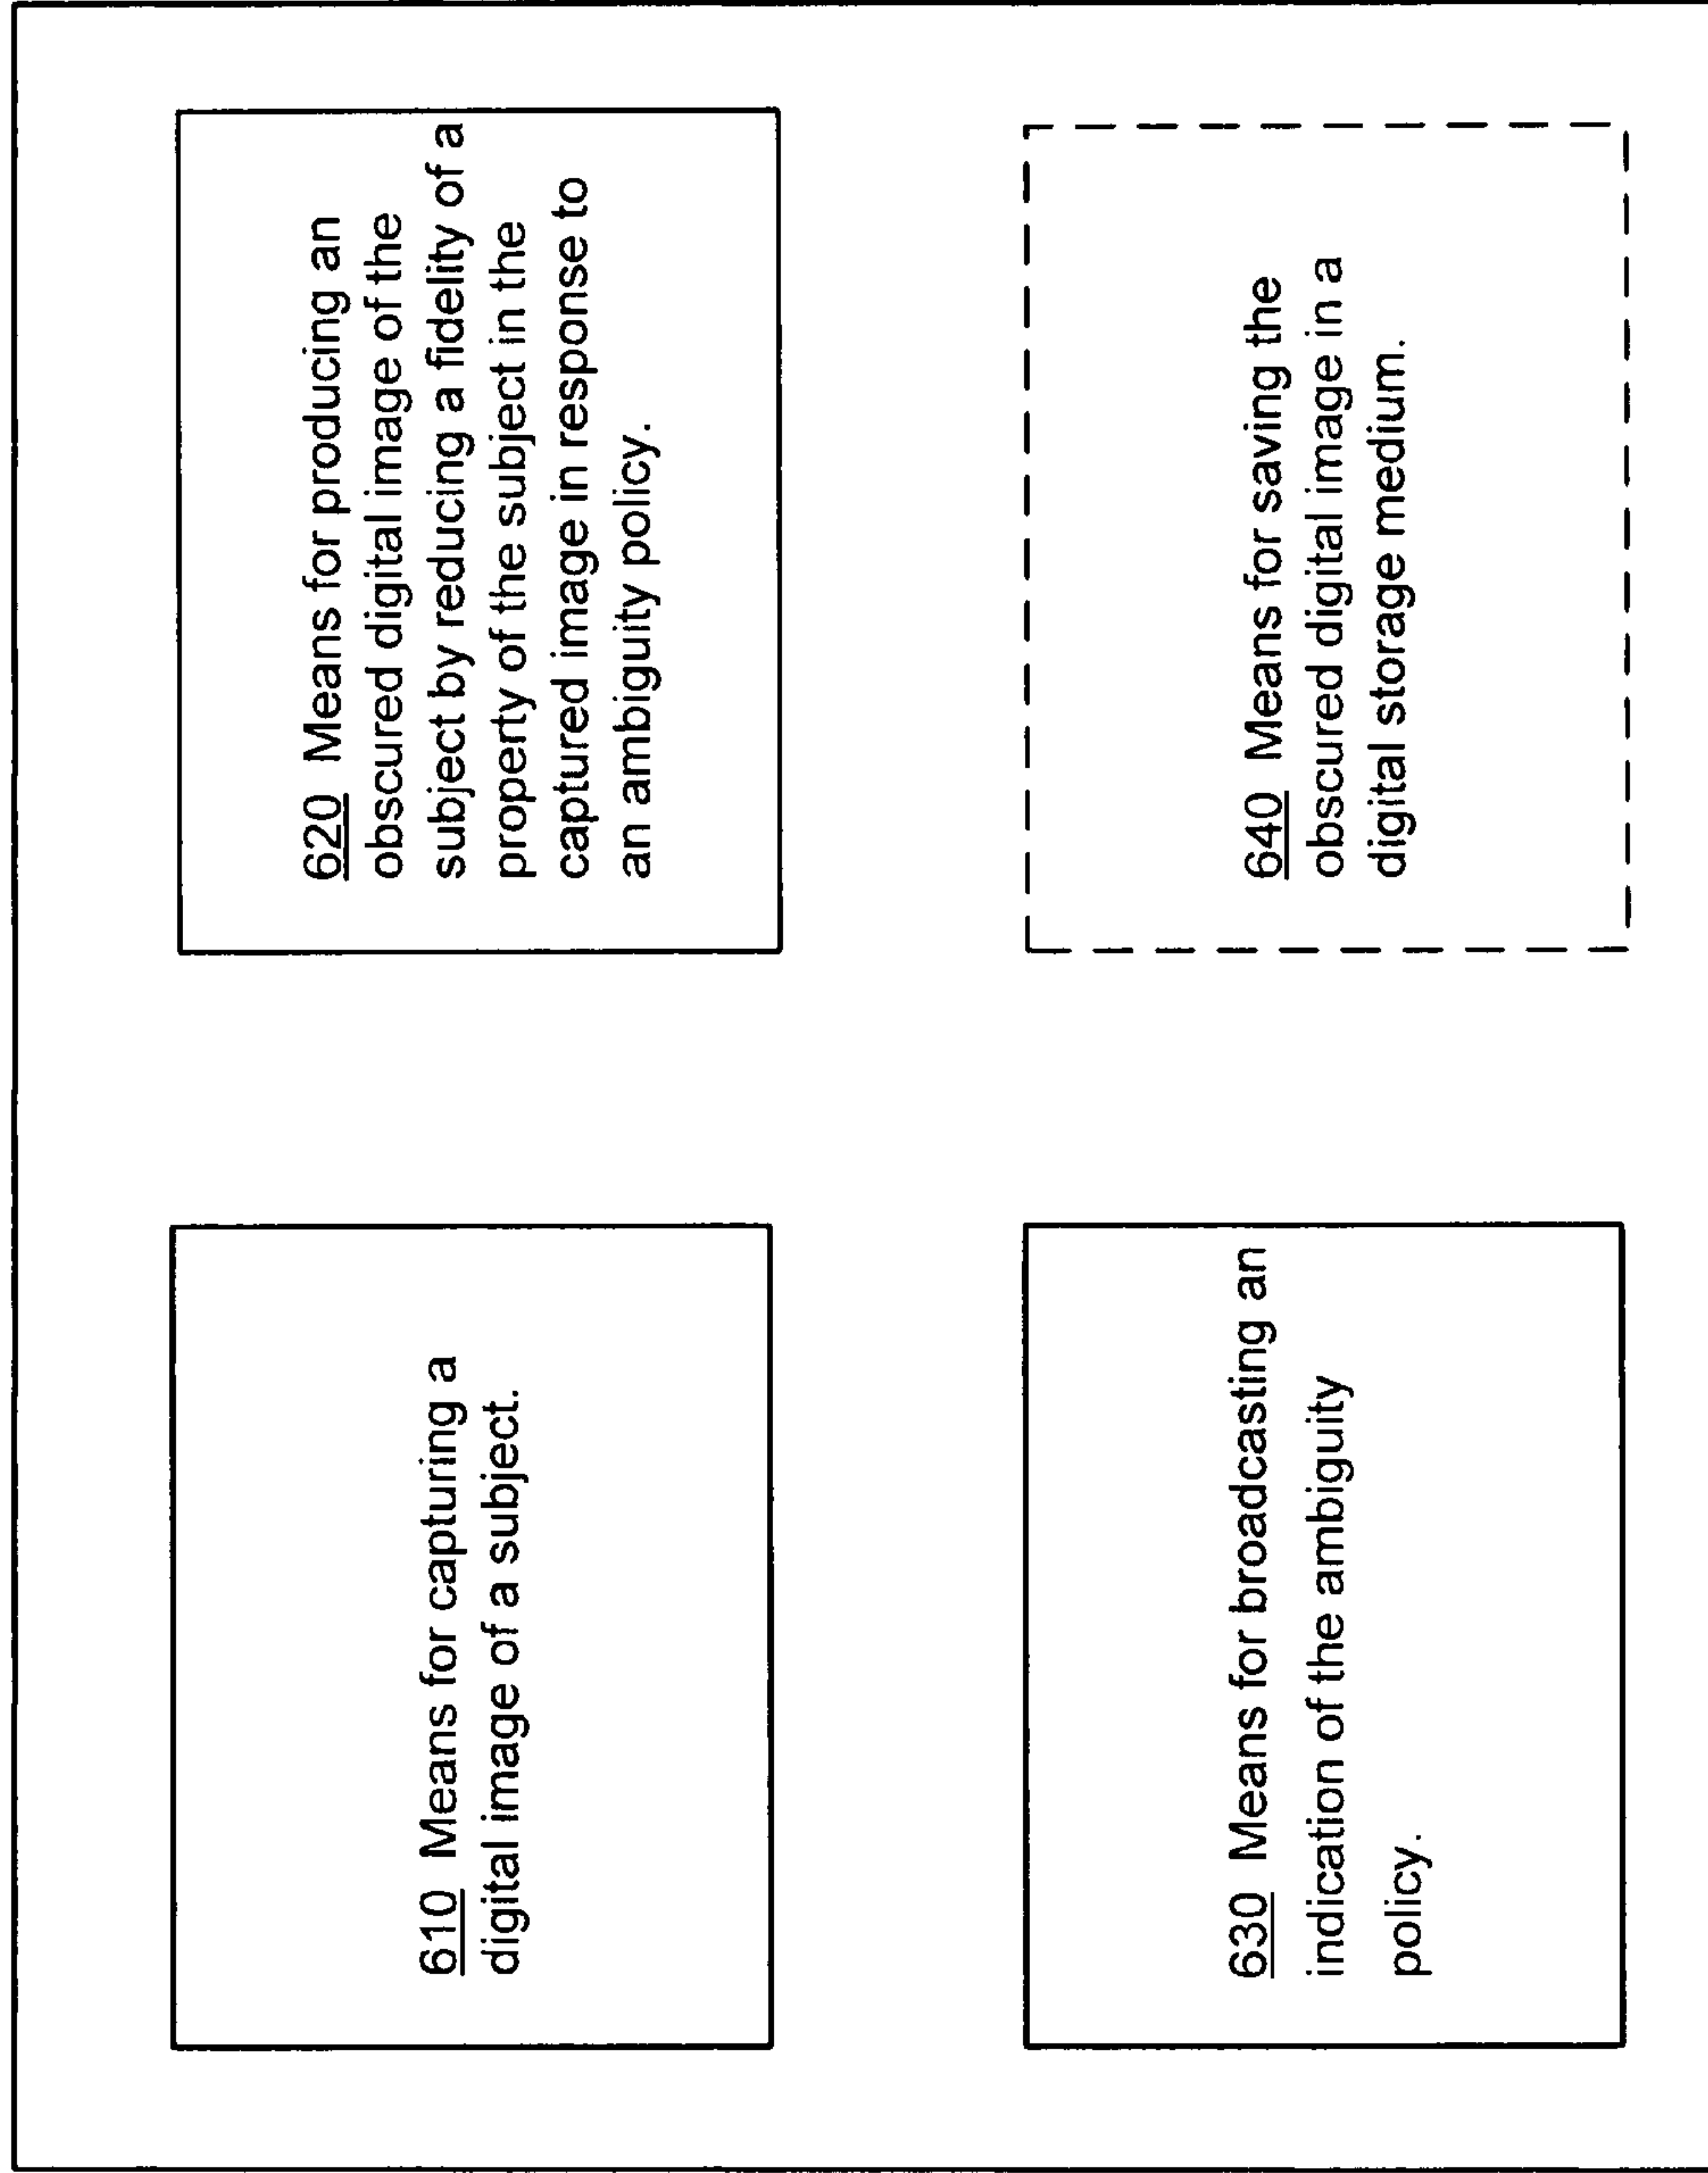 610 Means for capturing a
digital image of a subject.
620 Means for producing an
obscured digital image of the
subject by reducing a fidelity of a
property of the subject in the
captured image in response to
an ambiguity policy.
630 Means for broadcasting an
indication of the ambiguity
policy.
640 Means for saving the
obscured digital image in a
digital storage medium.